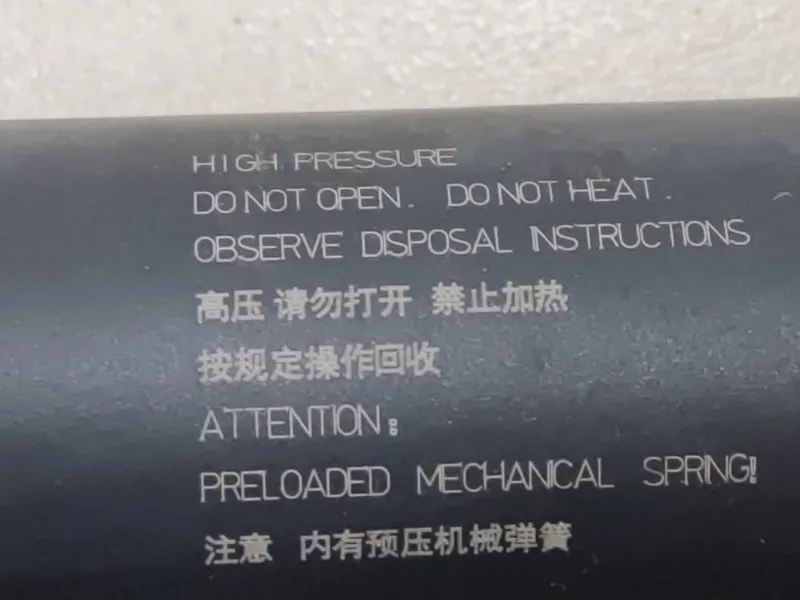 HIGH PRESSURE
DO NOT OPEN. DO NOT HEAT.
OBSERVE DISPOSAL INSTRUCTIONS
高压 请勿打开 禁止加热
按规定操作回收
ATTENTION:
PRELOADED MECHANICAL SPRING!
注意 内有预压机械弹簧